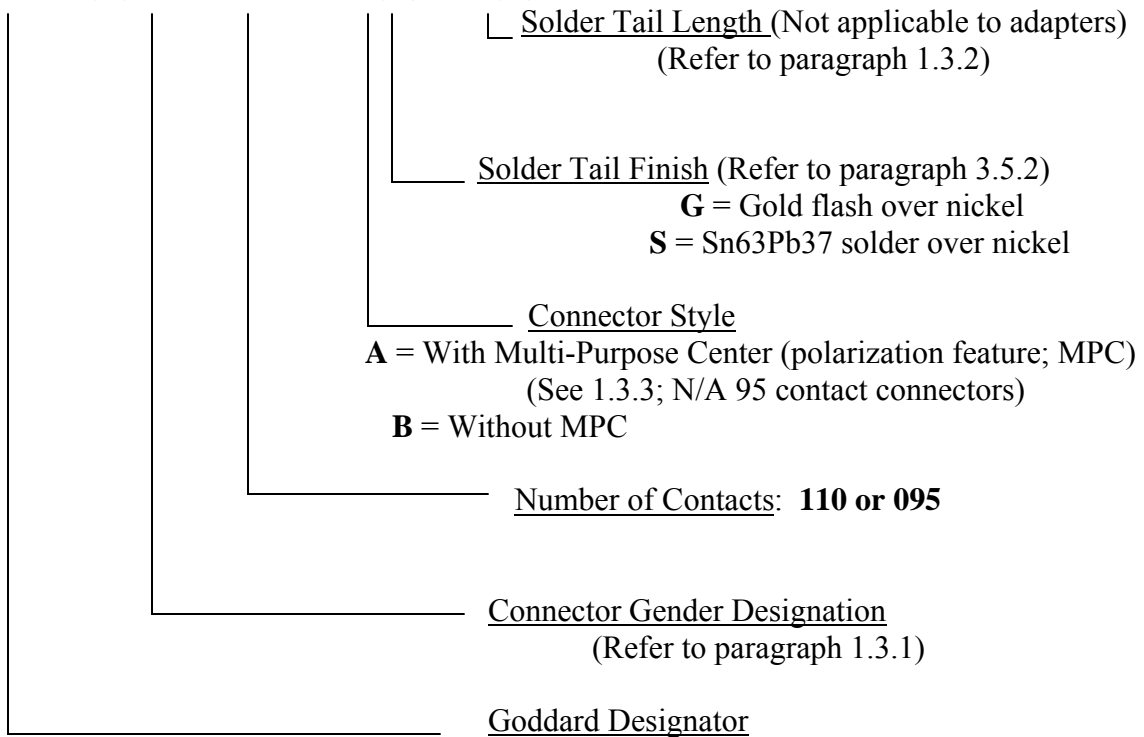 Solder Tail Length (Not applicable to adapters)
(Refer to paragraph 1.3.2)
Solder Tail Finish (Refer to paragraph 3.5.2)
G = Gold flash over nickel
S = Sn63Pb37 solder over nickel
Connector Style
A = With Multi-Purpose Center (polarization feature; MPC)
(See 1.3.3; N/A 95 contact connectors)
B = Without MPC
Number of Contacts: 110 or 095
Connector Gender Designation
(Refer to paragraph 1.3.1)
Goddard Designator